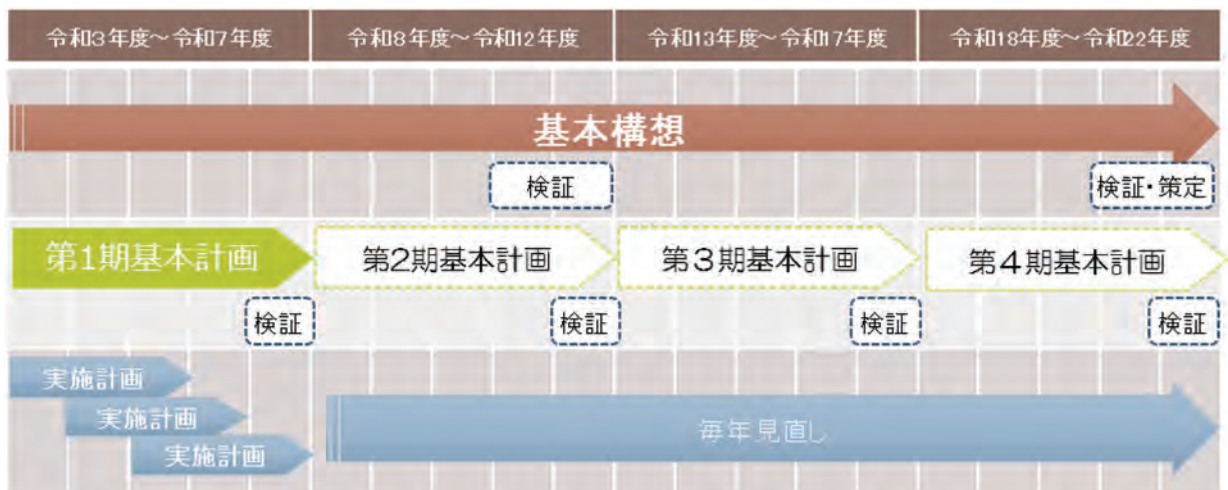 令和3年度～令和7年度
令和8年度～令和12年度
令和13年度～令和17年度
令和18年度～令和22年度
基本構想
検証
検証・策定
第1期基本計画
第2期基本計画
第3期基本計画
第4期基本計画
検証
検証
検証
検証
実施計画
実施計画
実施計画
毎年見直し